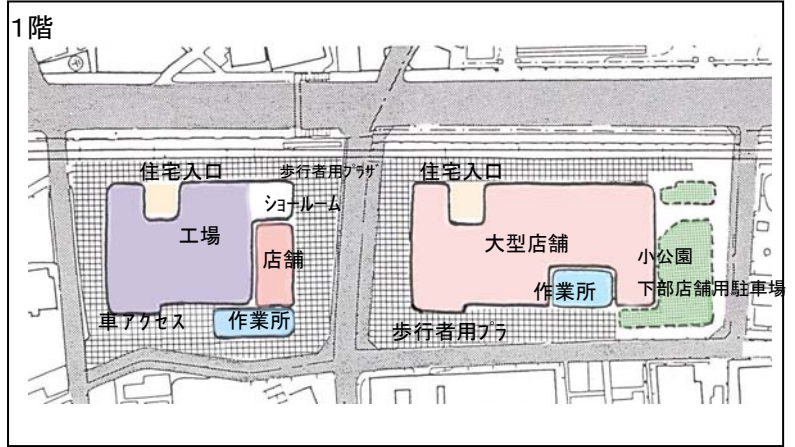 1階
住宅入口
歩行者用プラザ
住宅入口
ショールーム
工場
大型店舗
店舗
小公園
作業所
下部店舗用駐車場
車アクセス
作業所
歩行者用プラ